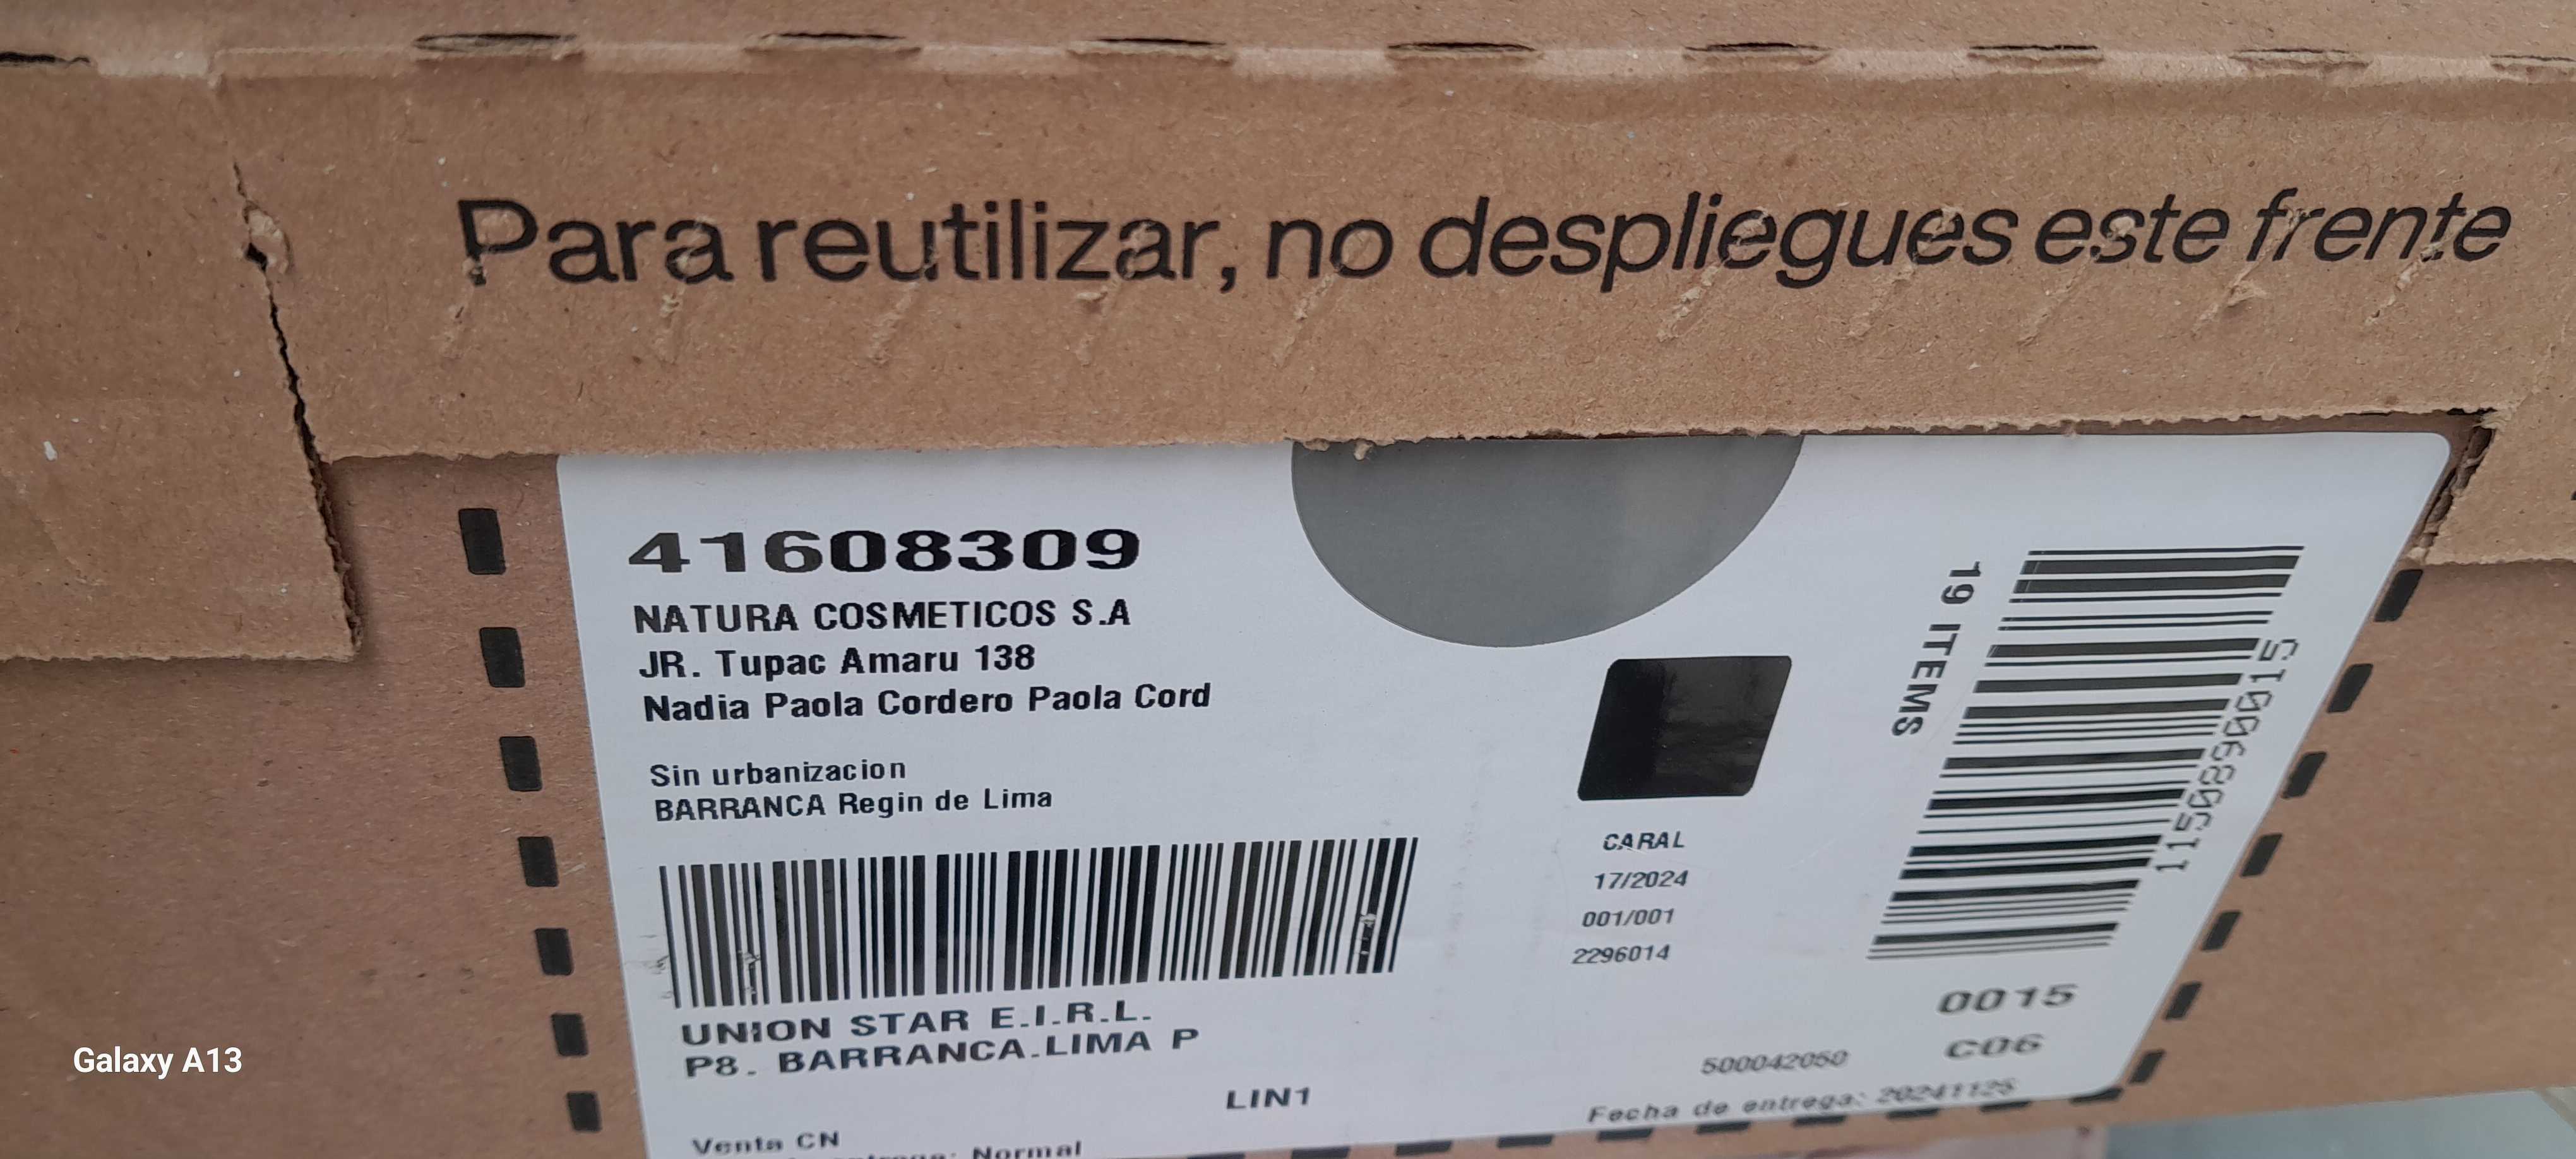 Para reutilizar, no despliegues este frente
41608309
NATURA COSMETICOS S.A
JR. Tupac Amaru 138
Nadia Paola Cordero Paola Cord
Sin urbanizacion
BARRANCA Regin de Lima
UNION STAR E.I.R.L.
P8. BARRANCA.LIMA P
LIN1
Venta CN
Normal
CARAL
17/2024
001/001
2296014
19 ITEMS
115089000015
0015
C06
500042050
Fecha de entrega: 20241125
Galaxy A13